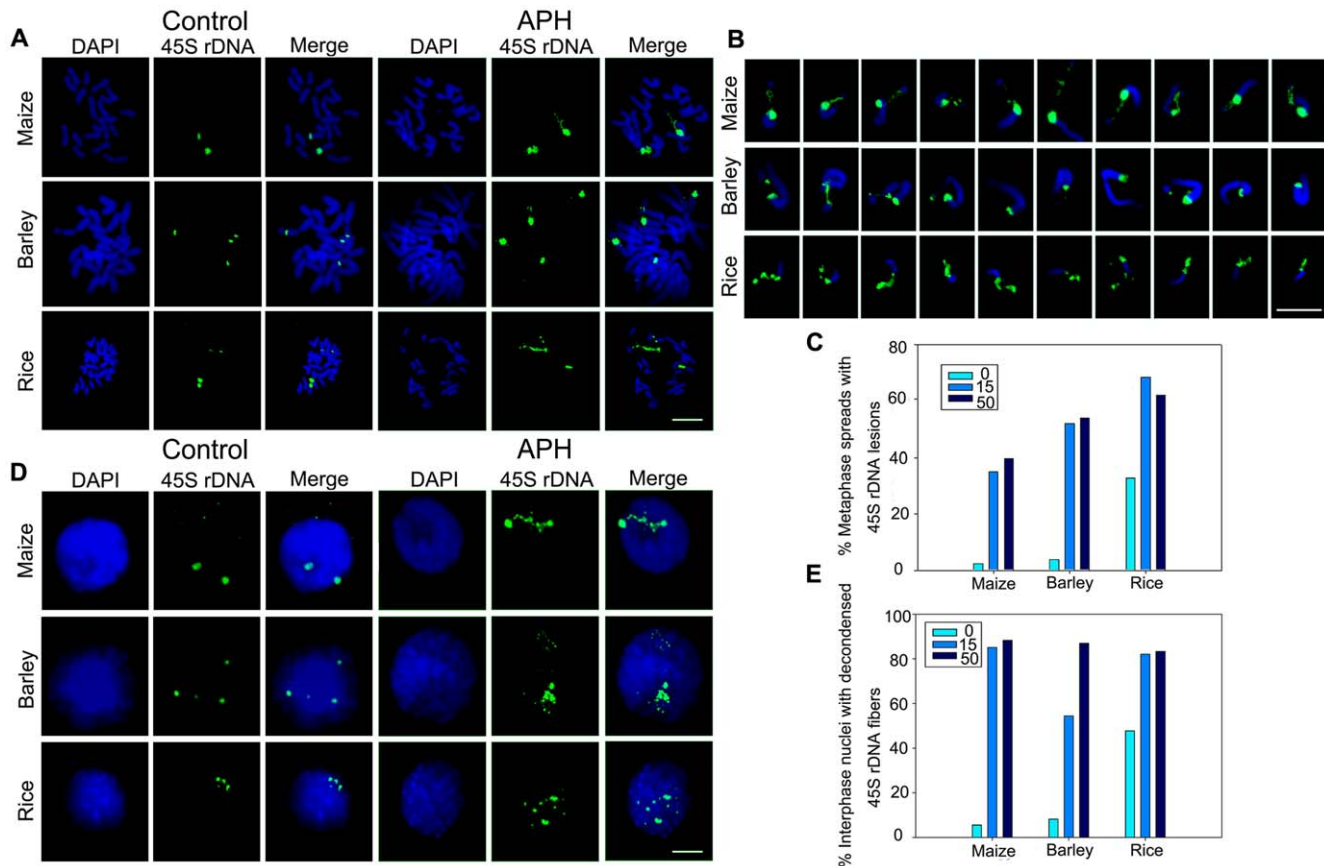 A
Control
APH
DAPI 45S rDNA Merge DAPI 45S rDNA Merge
Maize
Barley
Rice
B
Maize
Barley
Rice
C
% Metaphase spreads with
45S rDNA lesions
80
60
40
20
0
0
15
50
Maize Barley Rice
D
Control
APH
DAPI 45S rDNA Merge DAPI 45S rDNA Merge
Maize
Barley
Rice
E
% Interphase nuclei with decondensed
45S rDNA fibers
100
80
60
40
20
0
0
15
50
Maize Barley Rice